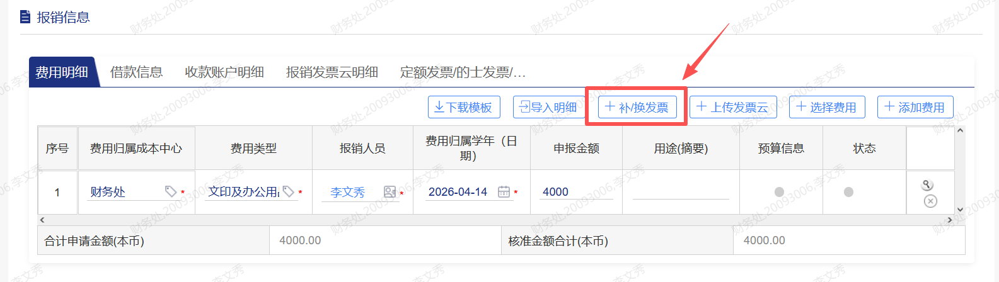 报销信息
费用明细 借款信息 收款账户明细 报销发票云明细 定额发票/的士发票/...
下载模板 导入明细 补/换发票 上传发票云 选择费用 添加费用
序号 费用归属成本中心 费用类型 报销人员 费用归属学年（日期） 申报金额 用途(摘要) 预算信息 状态
1 财务处 * 文印及办公用 * 李文秀 * 2026-04-14 * 4000
合计申请金额(本币) 4000.00 核准金额合计(本币) 4000.00
财务处,20093006,李文秀